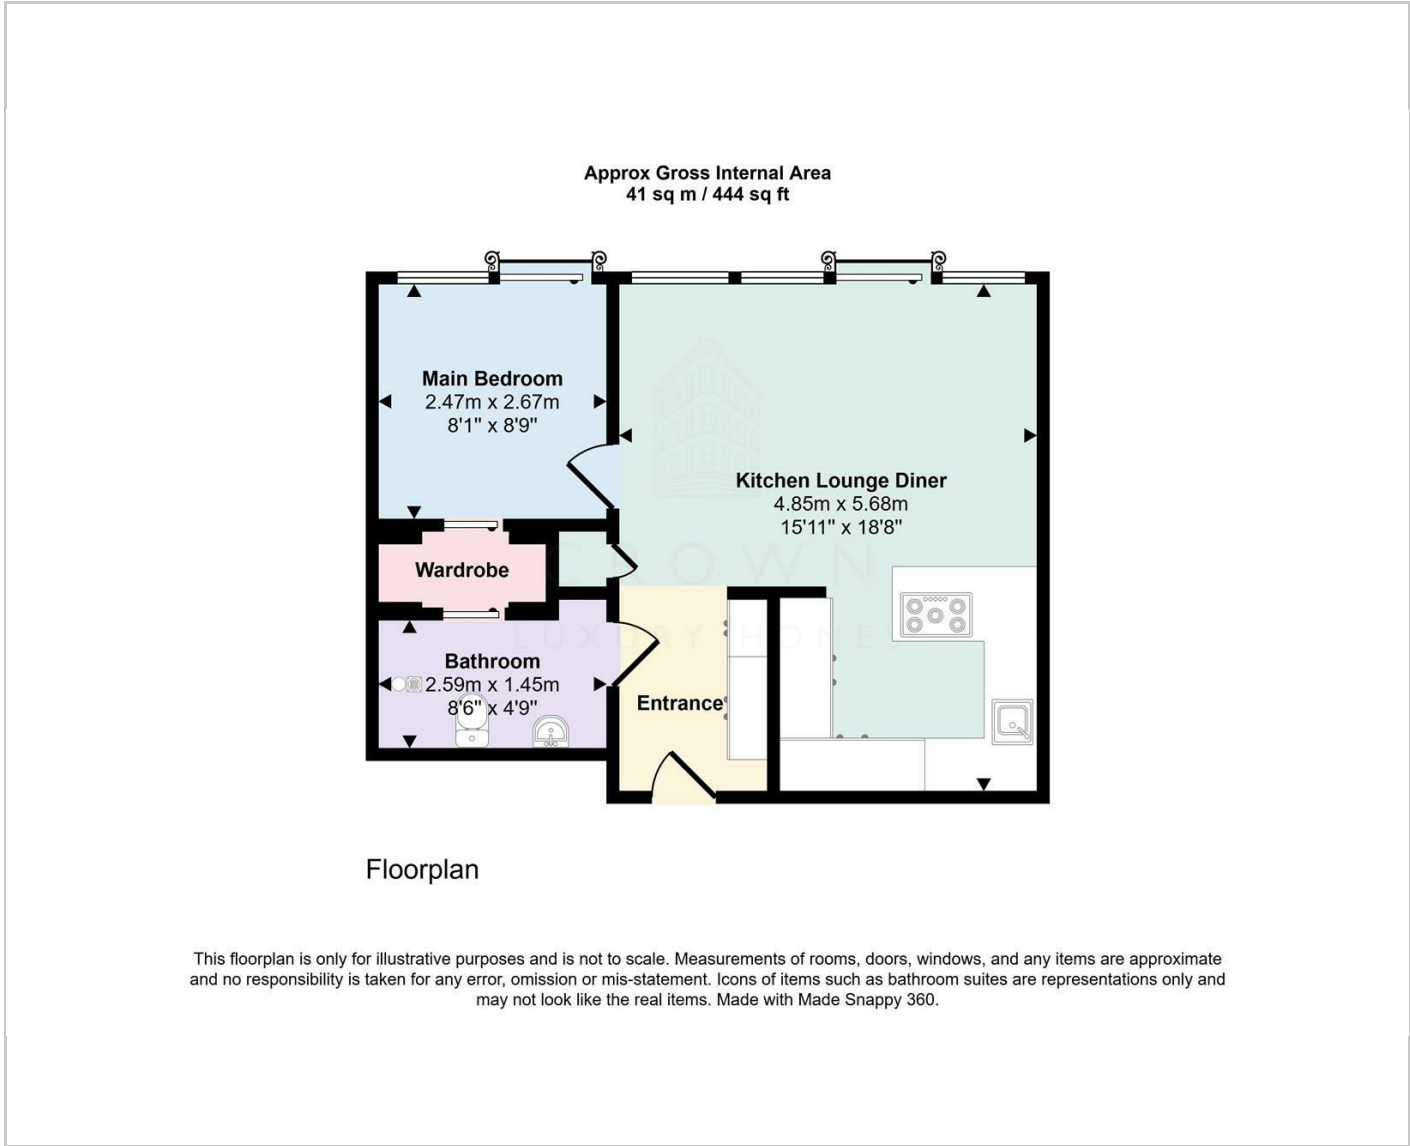 Approx Gross Internal Area
41 sq m / 444 sq ft
Main Bedroom
2.47m x 2.67m
8'1" x 8'9"
Kitchen Lounge Diner
4.85m x 5.68m
15'11" x 18'8"
CROWN
LUXURY HOMES
Wardrobe
Bathroom
2.59m x 1.45m
8'6" x 4'9"
Entrance
Floorplan
This floorplan is only for illustrative purposes and is not to scale. Measurements of rooms, doors, windows, and any items are approximate
and no responsibility is taken for any error, omission or mis-statement. Icons of items such as bathroom suites are representations only and
may not look like the real items. Made with Made Snappy 360.